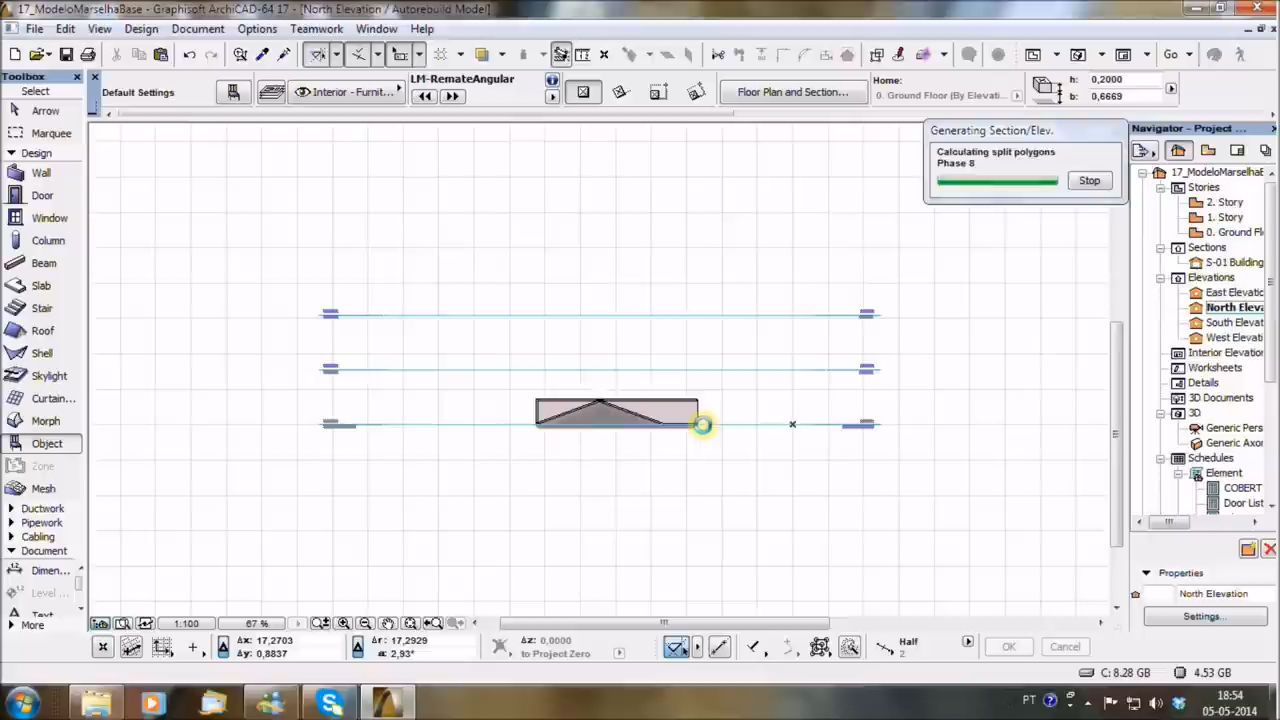 17_ModeloMarselhaBase - Graphisoft ArchiCAD-64 17 - [North Elevation / Autorebuild Model]
File Edit View Design Document Options Teamwork Window Help
Go
Toolbox
Select
Arrow
Marquee
Design
Wall
Door
Window
Column
Beam
Slab
Stair
Roof
Shell
Skylight
Curtain...
Morph
Object
Zone
Mesh
Ductwork
Pipework
Cabling
Document
Dimen...
Level ...
Text
More
Default Settings
Interior - Furnit...
LM-RemateAngular
Floor Plan and Section...
Home:
0. Ground Floor (By Elevati...
h: 0,2000
b: 0,6669
Generating Section/Elev.
Calculating split polygons
Phase 8
Stop
Navigator - Project ...
17_ModeloMarselhaB
Stories
2. Story
1. Story
0. Ground Fl
Sections
S-01 Building
Elevations
East Elevatio
North Eleva
South Elevat
West Elevati
Interior Elevation
Worksheets
Details
3D Documents
3D
Generic Pers
Generic Axo
Schedules
Element
COBERT
Door List
Properties
North Elevation
Settings...
1:100
67 %
Δx: 17,2703
Δy: 0,8837
Δr: 17,2929
α: 2,93°
Δz: 0,0000
to Project Zero
Half
2
OK
Cancel
C: 8.28 GB
4.53 GB
PT
18:54
05-05-2014